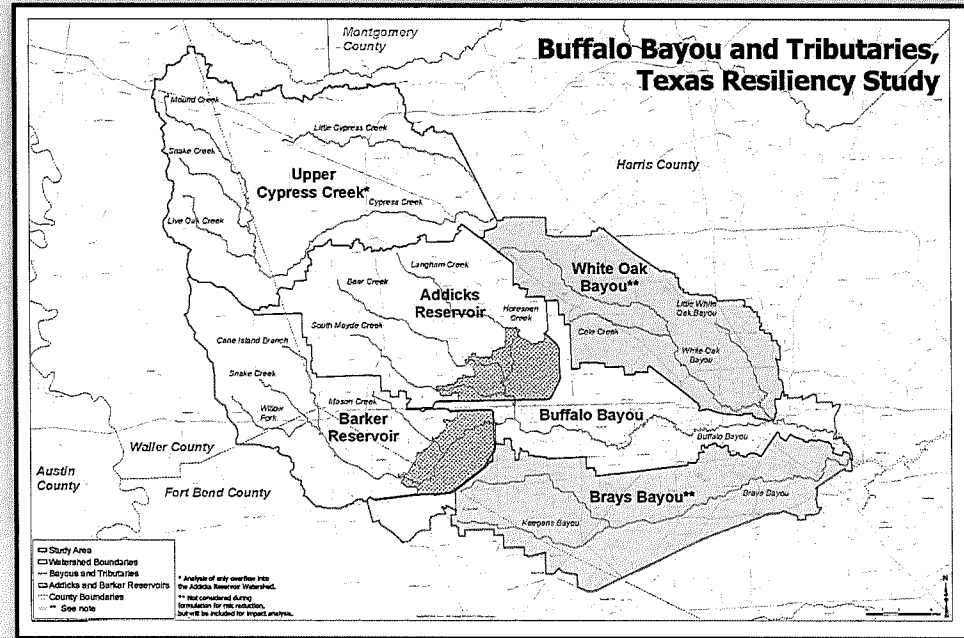 Buffalo Bayou and Tributaries,
Texas Resiliency Study
Montgomery
County
Mound Creek
Little Cypress Creek
Snake Creek
Harris County
Upper
Cypress Creek*
Cypress Creek
Live Oak Creek
Langham Creek
White Oak
Bayou**
Bear Creek
Addicks
Reservoir
Horesnen
Creek
Little White
Oak Bayou
South Mayde Creek
Cole Creek
Cane Island Branch
White Oak
Bayou
Snake Creek
Mason Creek
Willow
Fork
Barker
Reservoir
Buffalo Bayou
Buffalo Bayou
Waller County
Austin
County
Fort Bend County
Brays Bayou**
Brays Bayou
Keegans Bayou
Study Area
Watershed Boundaries
Bayous and Tributaries
Addicks and Barker Reservoirs
County Boundaries
** See note
* Analysis of only overflow into
the Addicks Reservoir Watershed.
** Not considered during
formulation for risk reduction,
but will be included for impact analysis.
N